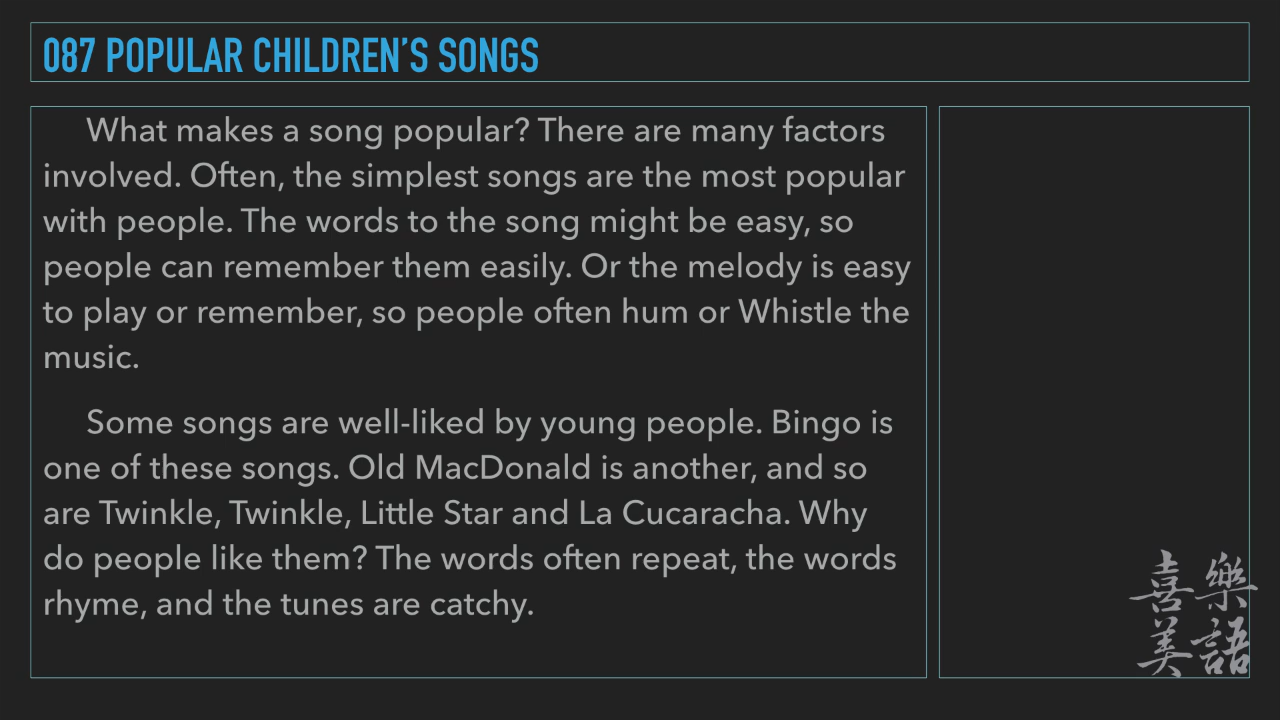 087 POPULAR CHILDREN’S SONGS
What makes a song popular? There are many factors
involved. Often, the simplest songs are the most popular
with people. The words to the song might be easy, so
people can remember them easily. Or the melody is easy
to play or remember, so people often hum or Whistle the
music.
Some songs are well-liked by young people. Bingo is
one of these songs. Old MacDonald is another, and so
are Twinkle, Twinkle, Little Star and La Cucaracha. Why
do people like them? The words often repeat, the words
rhyme, and the tunes are catchy.
喜樂
美語